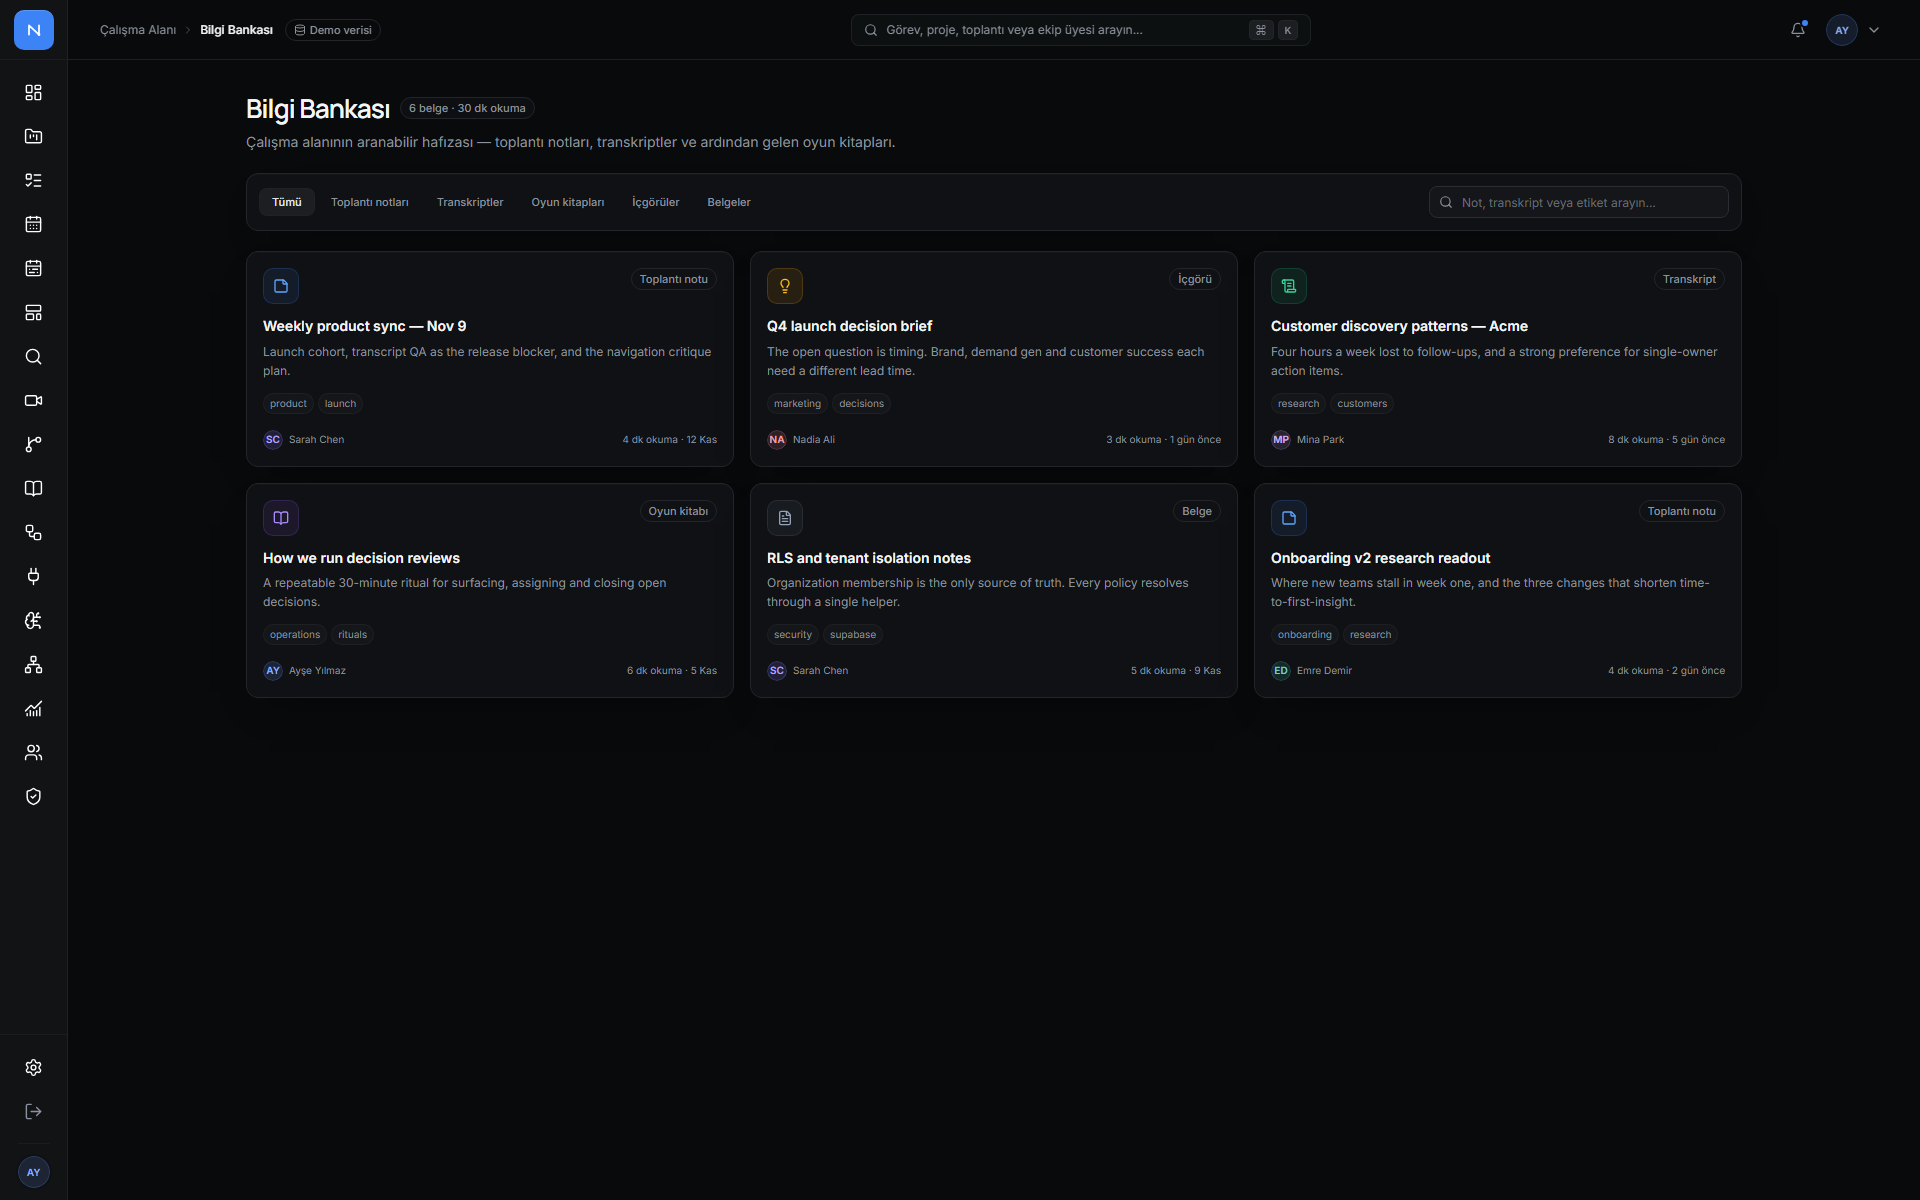 N
Çalışma Alanı
Bilgi Bankası
Demo verisi
Görev, proje, toplantı veya ekip üyesi arayın...
⌘
K
AY
Bilgi Bankası
6 belge · 30 dk okuma
Çalışma alanının aranabilir hafızası — toplantı notları, transkriptler ve ardından gelen oyun kitapları.
Tümü
Toplantı notları
Transkriptler
Oyun kitapları
İçgörüler
Belgeler
Not, transkript veya etiket arayın...
Toplantı notu
Weekly product sync — Nov 9
Launch cohort, transcript QA as the release blocker, and the navigation critique
plan.
product
launch
SC
Sarah Chen
4 dk okuma · 12 Kas
İçgörü
Q4 launch decision brief
The open question is timing. Brand, demand gen and customer success each
need a different lead time.
marketing
decisions
NA
Nadia Ali
3 dk okuma · 1 gün önce
Transkript
Customer discovery patterns — Acme
Four hours a week lost to follow-ups, and a strong preference for single-owner
action items.
research
customers
MP
Mina Park
8 dk okuma · 5 gün önce
Oyun kitabı
How we run decision reviews
A repeatable 30-minute ritual for surfacing, assigning and closing open
decisions.
operations
rituals
AY
Ayşe Yılmaz
6 dk okuma · 5 Kas
Belge
RLS and tenant isolation notes
Organization membership is the only source of truth. Every policy resolves
through a single helper.
security
supabase
SC
Sarah Chen
5 dk okuma · 9 Kas
Toplantı notu
Onboarding v2 research readout
Where new teams stall in week one, and the three changes that shorten time-
to-first-insight.
onboarding
research
ED
Emre Demir
4 dk okuma · 2 gün önce
AY